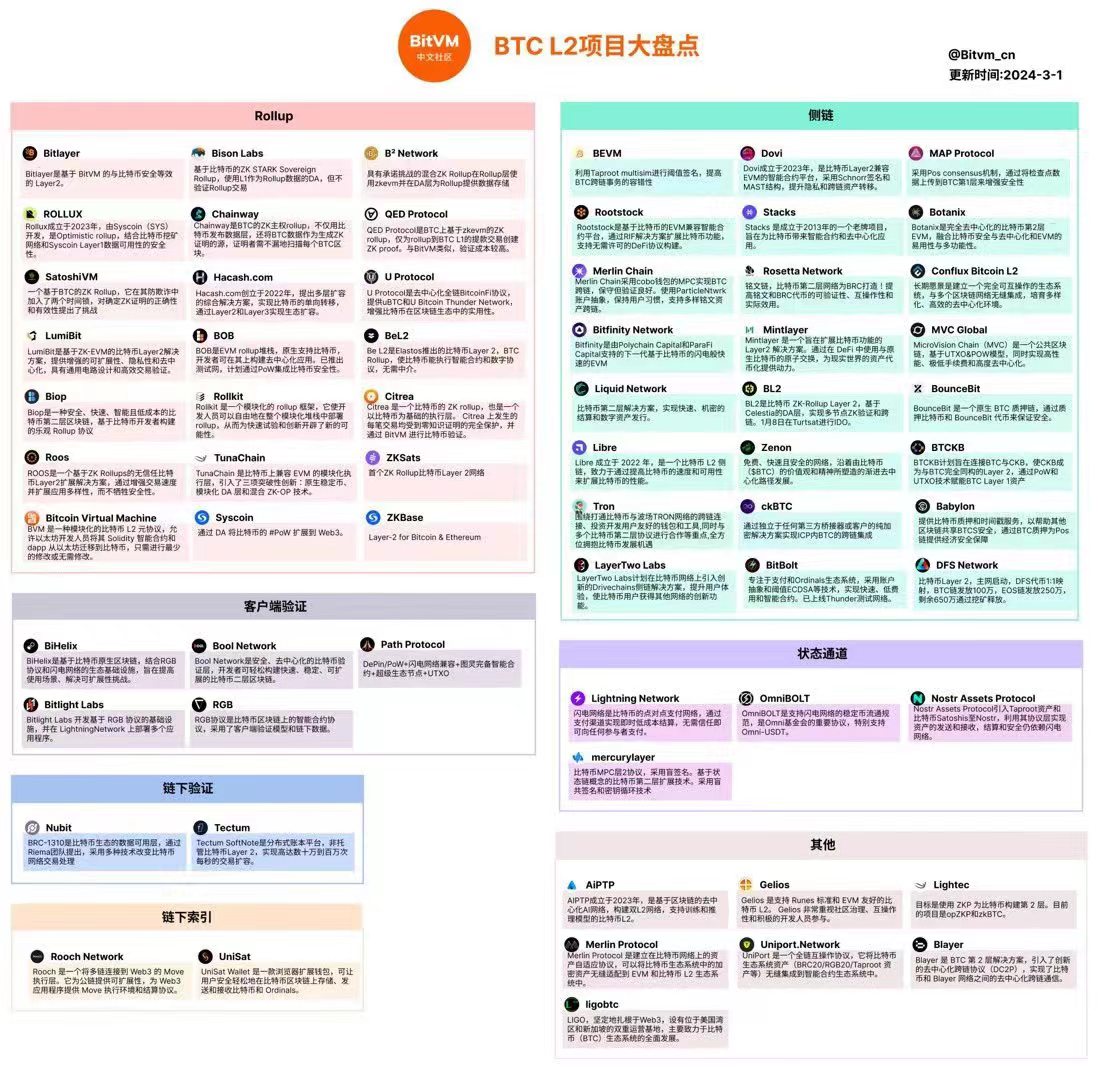 BitVM
中文社区
BTC L2项目大盘点
@Bitvm_cn
更新时间:2024-3-1
Rollup
Bitlayer
Bitlayer是基于 BitVM 的与比特币安全等效
的 Layer2。
Bison Labs
基于比特币的ZK STARK Sovereign
Rollup，使用L1作为Rollup数据的DA，但不
验证Rollup交易
B² Network
具有承诺挑战的混合ZK Rollup在Rollup层使
用zkevm并在DA层为Rollup提供数据存储
ROLLUX
Rollux成立于2023年，由Syscoin（SYS）
开发，是Optimistic rollup，结合比特币挖矿
网络和Syscoin Layer1数据可用性的安全
性。
Chainway
Chainway是BTC的ZK主权rollup，不仅用比
特币发布数据层，还将BTC数据作为生成ZK
证明的源，证明者需不漏地扫描每个BTC区
块。
QED Protocol
QED Protocol是BTC上基于zkevm的ZK
rollup，仅为rollup到BTC L1的提款交易创建
ZK proof。与BitVM类似，验证成本较高。
SatoshiVM
一个基于BTC的ZK Rollup，它在其防欺诈中
加入了两个时间锁，对确定ZK证明的正确性
和有效性提出了挑战
Hacash.com
Hacash.com创立于2022年，提出多层扩容
的综合解决方案，实现比特币的单向转移，
通过Layer2和Layer3实现生态扩容。
U Protocol
U Protocol是去中心化全链BitcoinFi协议，
提供uBTC和U Bitcoin Thunder Network，
增强比特币在区块链生态中的实用性。
LumiBit
LumiBit是基于ZK-EVM的比特币Layer2解决
方案，提供增强的可扩展性、隐私性和去中
心化，具有通用电路设计和高效交易验证。
BOB
BOB是EVM rollup堆栈，原生支持比特币，
开发者可在其上构建去中心化应用。已推出
测试网，计划通过PoW集成比特币安全性。
BeL2
Be L2是Elastos推出的比特币Layer 2，BTC
Rollup，使比特币能执行智能合约和数字协
议，无需中介。
Biop
Biop是一种安全、快速、智能且低成本的比
特币第二层区块链，基于比特币开发者构建
的乐观 Rollup 协议
Rollkit
Rollkit 是一个模块化的 rollup 框架，它使开
发人员可以自由地在整个模块化堆栈中部署
rollup，从而为快速试验和创新开辟了新的可
能性。
Citrea
Citrea 是一个比特币的 ZK rollup，也是一个
以比特币为基础的执行层。 Citrea 上发生的
每笔交易均受到零知识证明的完全保护，并
通过 BitVM 进行比特币验证。
Roos
ROOS是一个基于ZK Rollups的无信任比特
币Layer2扩展解决方案，通过增强交易速度
并扩展应用多样性，而不牺牲安全性。
TunaChain
TunaChain 是比特币上兼容 EVM 的模块化执
行层，引入了三项突破性创新：原生稳定币、
模块化 DA 层和混合 ZK-OP 技术。
ZKSats
首个ZK Rollup比特币Layer 2网络
Bitcoin Virtual Machine
BVM 是一种模块化的比特币 L2 元协议，允
许以太坊开发人员将其 Solidity 智能合约和
dapp 从以太坊迁移到比特币，只需进行最少
的修改或无需修改。
Syscoin
通过 DA 将比特币的 #PoW 扩展到 Web3。
ZKBase
Layer-2 for Bitcoin & Ethereum
侧链
BEVM
利用Taproot multisim进行阈值签名，提高
BTC跨链事务的容错性
Dovi
Dovi成立于2023年，是比特币Layer2兼容
EVM的智能合约平台，采用Schnorr签名和
MAST结构，提升隐私和跨链资产转移。
MAP Protocol
采用Pos consensus机制，通过将检查点数
据上传到BTC第1层来增强安全性
Rootstock
Rootstock是基于比特币的EVM兼容智能合
约平台，通过RIF解决方案扩展比特币功能，
支持无需许可的DeFi协议构建。
Stacks
Stacks 是成立于2013年的一个老牌项目，
旨在为比特币带来智能合约和去中心化应用。
Botanix
Botanix是完全去中心化的比特币第2层
EVM，融合比特币安全与去中心化和EVM的
易用性与多功能性。
Merlin Chain
Merlin Chain采用cobo钱包的MPC实现BTC
跨链，保守但验证良好。使用ParticleNtwrk
账户抽象，保持用户习惯，支持多样铭文资
产跨链。
Rosetta Network
铭文链，比特币第二层网络为BRC打造！提
高铭文和BRC代币的可验证性、互操作性和
实际效用。
Conflux Bitcoin L2
长期愿景是建立一个完全可互操作的生态系
统，与多个区块链网络无缝集成，培育多样
化、高效的去中心化环境。
Bitfinity Network
Bitfinity是由Polychain Capital和ParaFi
Capital支持的下一代基于比特币的闪电般快
速的EVM
Mintlayer
Mintlayer 是一个旨在扩展比特币功能的
Layer2 解决方案。通过在 DeFi 中使用与原
生比特币的原子交换，为现实世界的资产代
币化提供动力。
MVC Global
MicroVision Chain（MVC）是一个公共区块
链，基于UTXO&POW模型，同时实现高性
能、极低手续费和高度去中心化。
Liquid Network
比特币第二层解决方案，实现快速、机密的
结算和数字资产发行。
BL2
BL2是比特币 ZK-Rollup Layer 2，基于
Celestia的DA层，实现多节点ZK验证和跨
链。1月8日在Turtsat进行IDO。
BounceBit
BounceBit 是一个原生 BTC 质押链，通过质
押比特币和 BounceBit 代币来保证安全。
Libre
Libre 成立于 2022 年，是一个比特币 L2 侧
链，致力于通过提高比特币的速度和可用性
来扩展比特币的性能。
Zenon
免费、快速且安全的网络，沿着由比特币
（$BTC）的价值观和精神所塑造的渐进去中
心化路径发展。
BTCKB
BTCKB计划旨在连接BTC与CKB，使CKB成
为与BTC完全同构的Layer 2，通过PoW和
UTXO技术赋能BTC Layer 1资产
Tron
围绕打通比特币与波场TRON网络的跨链连
接、投资开发用户友好的钱包和工具,同时与
多个比特币第二层协议进行合作等重点,全方
位拥抱比特币发展机遇
ckBTC
通过独立于任何第三方桥接器或客户的纯加
密解决方案实现ICP内BTC的跨链集成
Babylon
提供比特币质押和时间戳服务，以帮助其他
区块链共享BTCS安全，通过BTC质押为Pos
链提供经济安全保障
LayerTwo Labs
LayerTwo Labs计划在比特币网络上引入创
新的Drivechains侧链解决方案，提升用户体
验，使比特币用户获得其他网络的创新功
能。
BitBolt
专注于支付和Ordinals生态系统，采用账户
抽象和阈值ECDSA等技术，实现快速、低费
用和智能合约。已上线Thunder测试网络。
DFS Network
比特币Layer 2，主网启动，DFS代币1:1映
射，BTC链发放100万，EOS链发放250万，
剩余650万通过挖矿释放。
客户端验证
BiHelix
BiHelix是基于比特币原生区块链，结合RGB
协议和闪电网络的生态基础设施，旨在提高
使用场景、解决可扩展性挑战。
Bool Network
Bool Network是安全、去中心化的比特币验
证层，开发者可轻松构建快速、稳定、可扩
展的比特币二层区块链。
Path Protocol
DePin/PoW+闪电网络兼容+图灵完备智能合
约+超级生态节点+UTXO
Bitlight Labs
Bitlight Labs 开发基于 RGB 协议的基础设
施，并在 LightningNetwork 上部署多个应
用程序。
RGB
RGB协议是比特币区块链上的智能合约协
议，采用了客户端验证模型和链下数据。
状态通道
Lightning Network
闪电网络是比特币的点对点支付网络，通过
支付渠道实现即时低成本结算，无需信任即
可向任何参与者支付。
OmniBOLT
OmniBOLT是支持闪电网络的稳定币流通规
范，是Omni基金会的重要协议，特别支持
Omni-USDT。
Nostr Assets Protocol
Nostr Assets Protocol引入Taproot资产和
比特币Satoshis至Nostr，利用其协议层实现
资产的发送和接收，结算和安全仍依赖闪电
网络。
mercurylayer
比特币MPC层2协议，采用盲签名。基于状
态链概念的比特币第二层扩展技术。采用盲
共签名和密钥循环技术
链下验证
Nubit
BRC-1310是比特币生态的数据可用层，通过
Riema团队提出，采用多种技术改变比特币
网络交易处理
Tectum
Tectum SoftNote是分布式账本平台，非托
管比特币Layer 2，实现高达数十万到百万次
每秒的交易扩容。
链下索引
Rooch Network
Rooch 是一个将多链连接到 Web3 的 Move
执行层。它为公链提供可扩展性，为 Web3
应用程序提供 Move 执行环境和结算协议。
UniSat
UniSat Wallet 是一款浏览器扩展钱包，可让
用户安全轻松地在比特币区块链上存储、发
送和接收比特币和 Ordinals。
其他
AiPTP
AIPTP成立于2023年，是基于区块链的去中
心化AI网络，构建双L2网络，支持训练和推
理模型的比特币L2。
Gelios
Gelios 是支持 Runes 标准和 EVM 友好的比
特币 L2。 Gelios 非常重视社区治理、互操作
性和积极的开发人员参与。
Lightec
目标是使用 ZKP 为比特币构建第 2 层。目前
的项目是opZKP和zkBTC。
Merlin Protocol
Merlin Protocol 是建立在比特币网络上的资
产自适应协议，可以将比特币生态系统中的加
密资产无缝适配到 EVM 和比特币 L2 生态系
统中。
Uniport.Network
UniPort 是一个全链互操作协议，它将比特币
生态系统资产（BRC20/RGB20/Taproot 资
产等）无缝集成到智能合约生态系统中。
Blayer
Blayer 是 BTC 第 2 层解决方案，引入了创新
的去中心化跨链协议（DC2P），实现了比特币
和 Blayer 网络之间的去中心化跨链通信。
ligobtc
LIGO，坚定地扎根于Web3，设有位于美国湾
区和新加坡的双重运营基地，主要致力于比特
币（BTC）生态系统的全面发展。